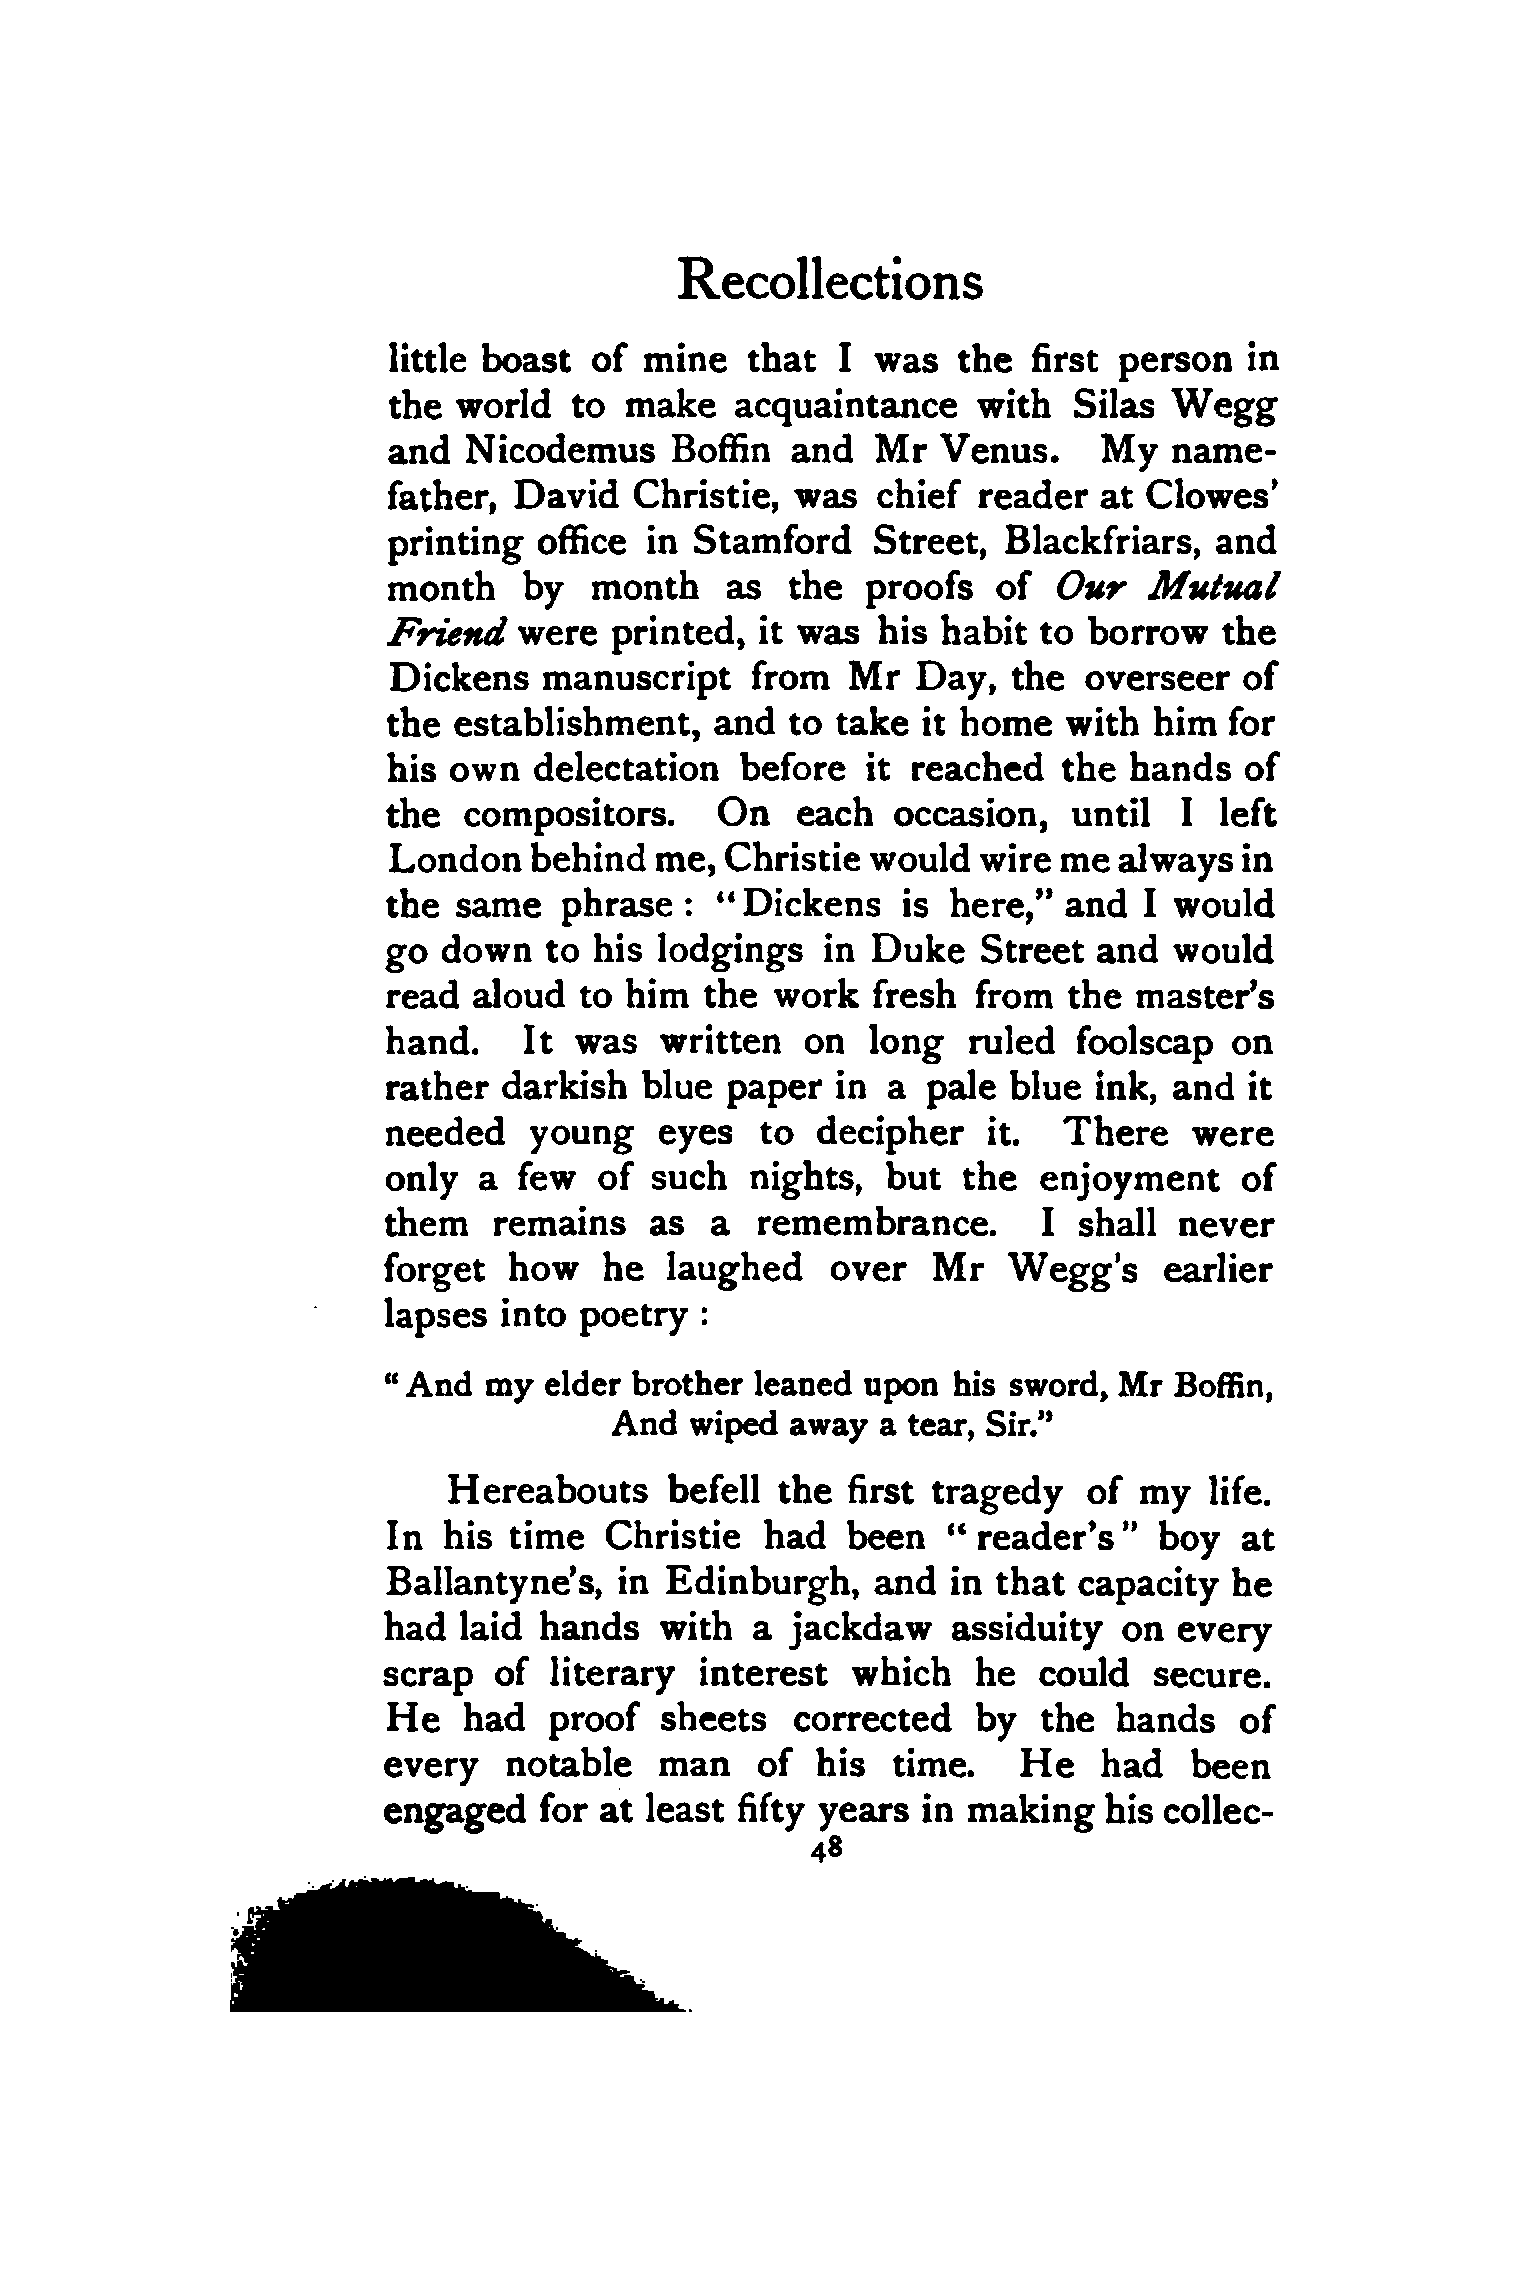 Recollections
little boast of mine that I was the first person in
the world to make acquaintance with Silas Wegg
and Nicodemus Boffin and Mr Venus. My name-
father, David Christie, was chief reader at Clowes'
printing office in Stamford Street, Blackfriars, and
month by month as the proofs of Our Mutual
Friend were printed, it was his habit to borrow the
Dickens manuscript from Mr Day, the overseer of
the establishment, and to take it home with him for
his own delectation before it reached the hands of
the compositors. On each occasion, until I left
London behind me, Christie would wire me always in
the same phrase : "Dickens is here," and I would
go down to his lodgings in Duke Street and would
read aloud to him the work fresh from the master's
hand. It was written on long ruled foolscap on
rather darkish blue paper in a pale blue ink, and it
needed young eyes to decipher it. There were
only a few of such nights, but the enjoyment of
them remains as a remembrance. I shall never
forget how he laughed over Mr Wegg's earlier
lapses into poetry :
"And my elder brother leaned upon his sword, Mr Boffin,
And wiped away a tear, Sir."
Hereabouts befell the first tragedy of my life.
In his time Christie had been "reader's" boy at
Ballantyne's, in Edinburgh, and in that capacity he
had laid hands with a jackdaw assiduity on every
scrap of literary interest which he could secure.
He had proof sheets corrected by the hands of
every notable man of his time. He had been
engaged for at least fifty years in making his collec-
48